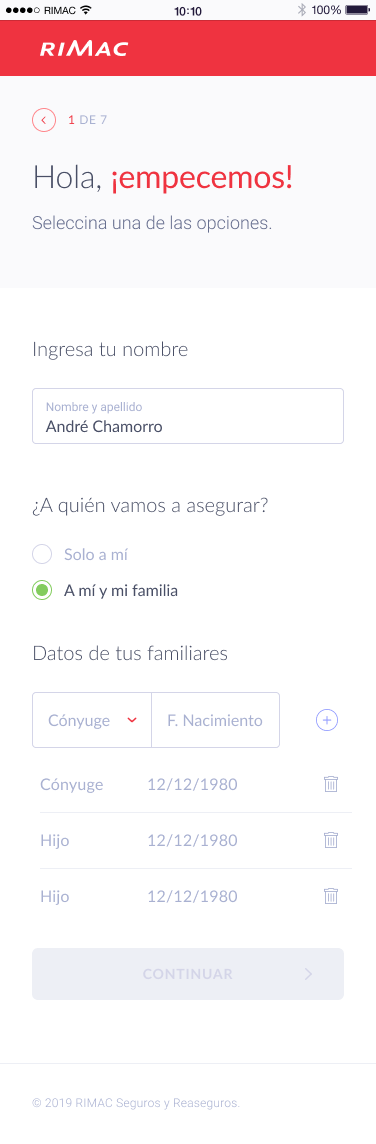 RIMAC 10:10 100%
RIMAC
1 DE 7
Hola, ¡empecemos!
Seleccina una de las opciones.
Ingresa tu nombre
Nombre y apellido
André Chamorro
¿A quién vamos a asegurar?
Solo a mí
A mí y mi familia
Datos de tus familiares
Cónyuge F. Nacimiento
Cónyuge 12/12/1980
Hijo 12/12/1980
Hijo 12/12/1980
CONTINUAR
© 2019 RIMAC Seguros y Reaseguros.